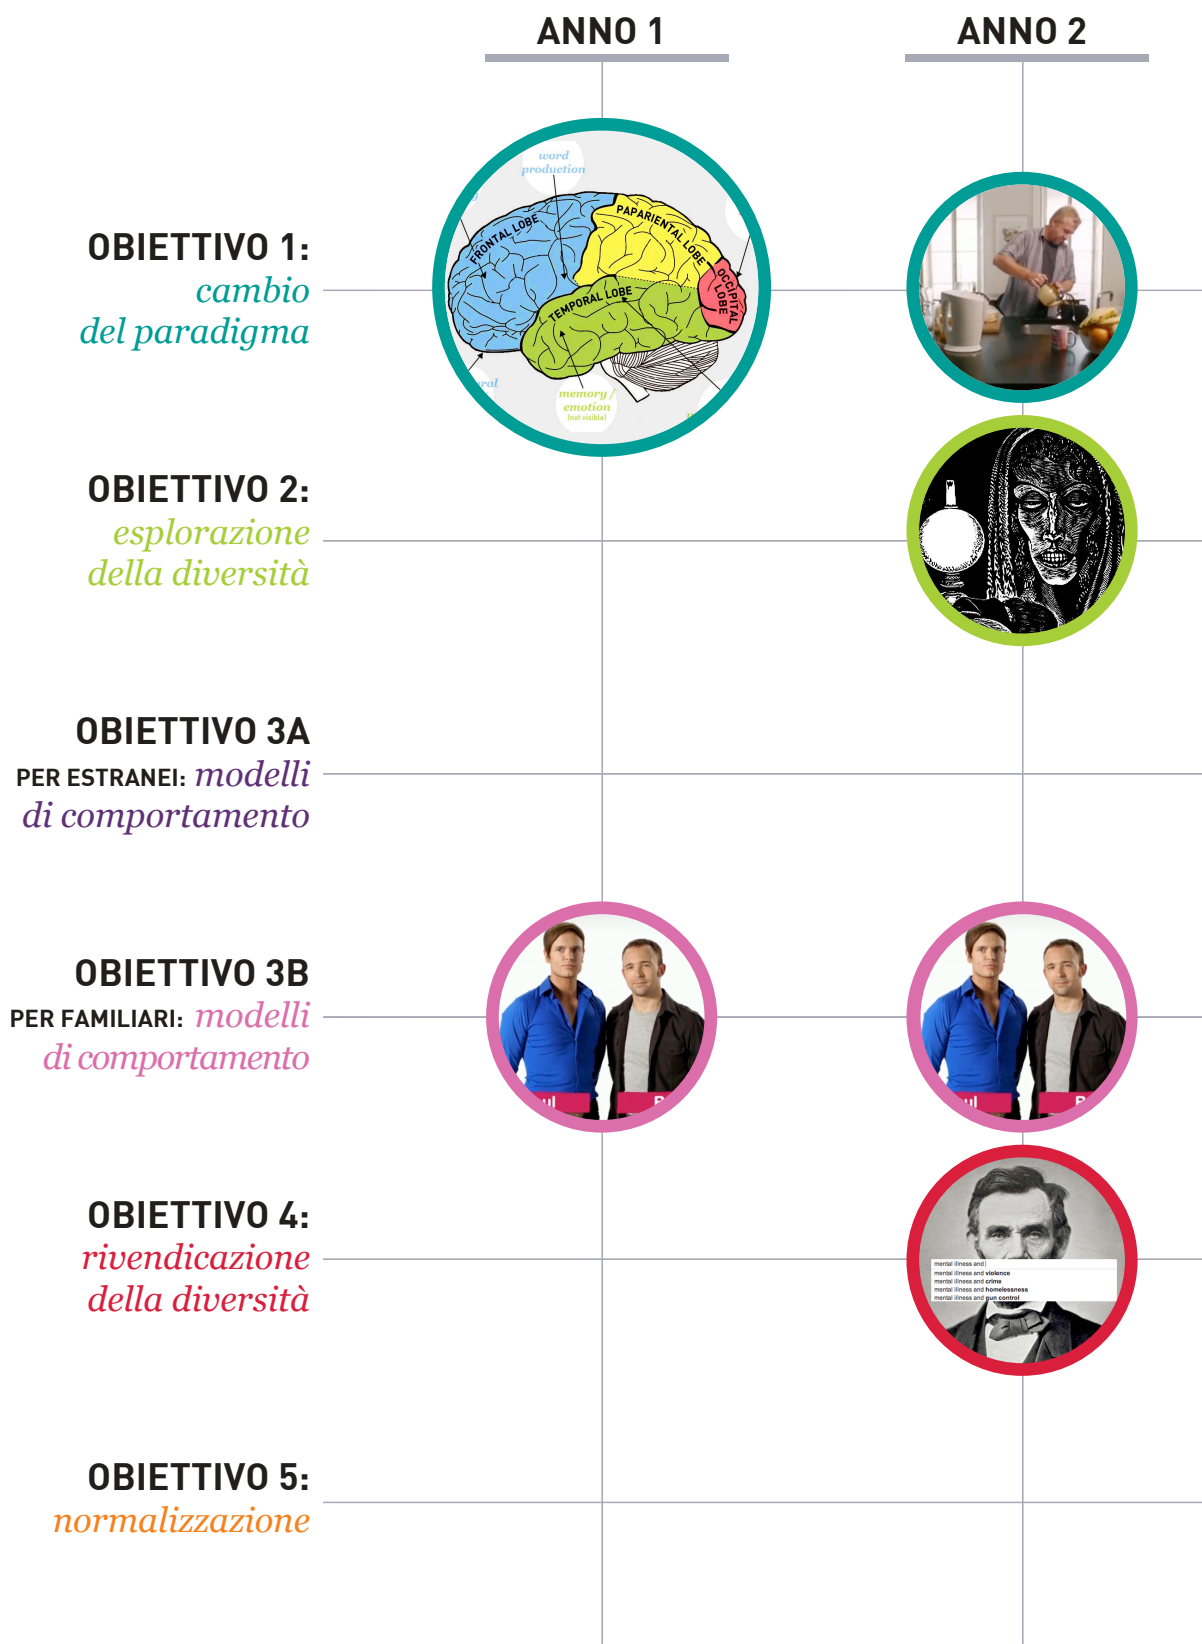 ANNO 1
ANNO 2
word
production
FRONTAL LOBE
PAPARIENTAL LOBE
OCCIPITAL
LOBE
TEMPORAL LOBE
memory /
emotion
(not visible)
OBIETTIVO 1:
cambio
del paradigma
OBIETTIVO 2:
esplorazione
della diversità
OBIETTIVO 3A
PER ESTRANEI: modelli
di comportamento
OBIETTIVO 3B
PER FAMILIARI: modelli
di comportamento
OBIETTIVO 4:
rivendicazione
della diversità
mental illness and
mental illness and violence
mental illness and crime
mental illness and homelessness
mental illness and gun control
OBIETTIVO 5:
normalizzazione